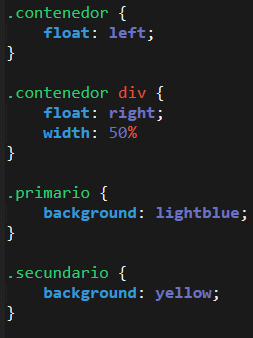 .contenedor {
    float: left;
}

.contenedor div {
    float: right;
    width: 50%
}

.primario {
    background: lightblue;
}

.secundario {
    background: yellow;
}